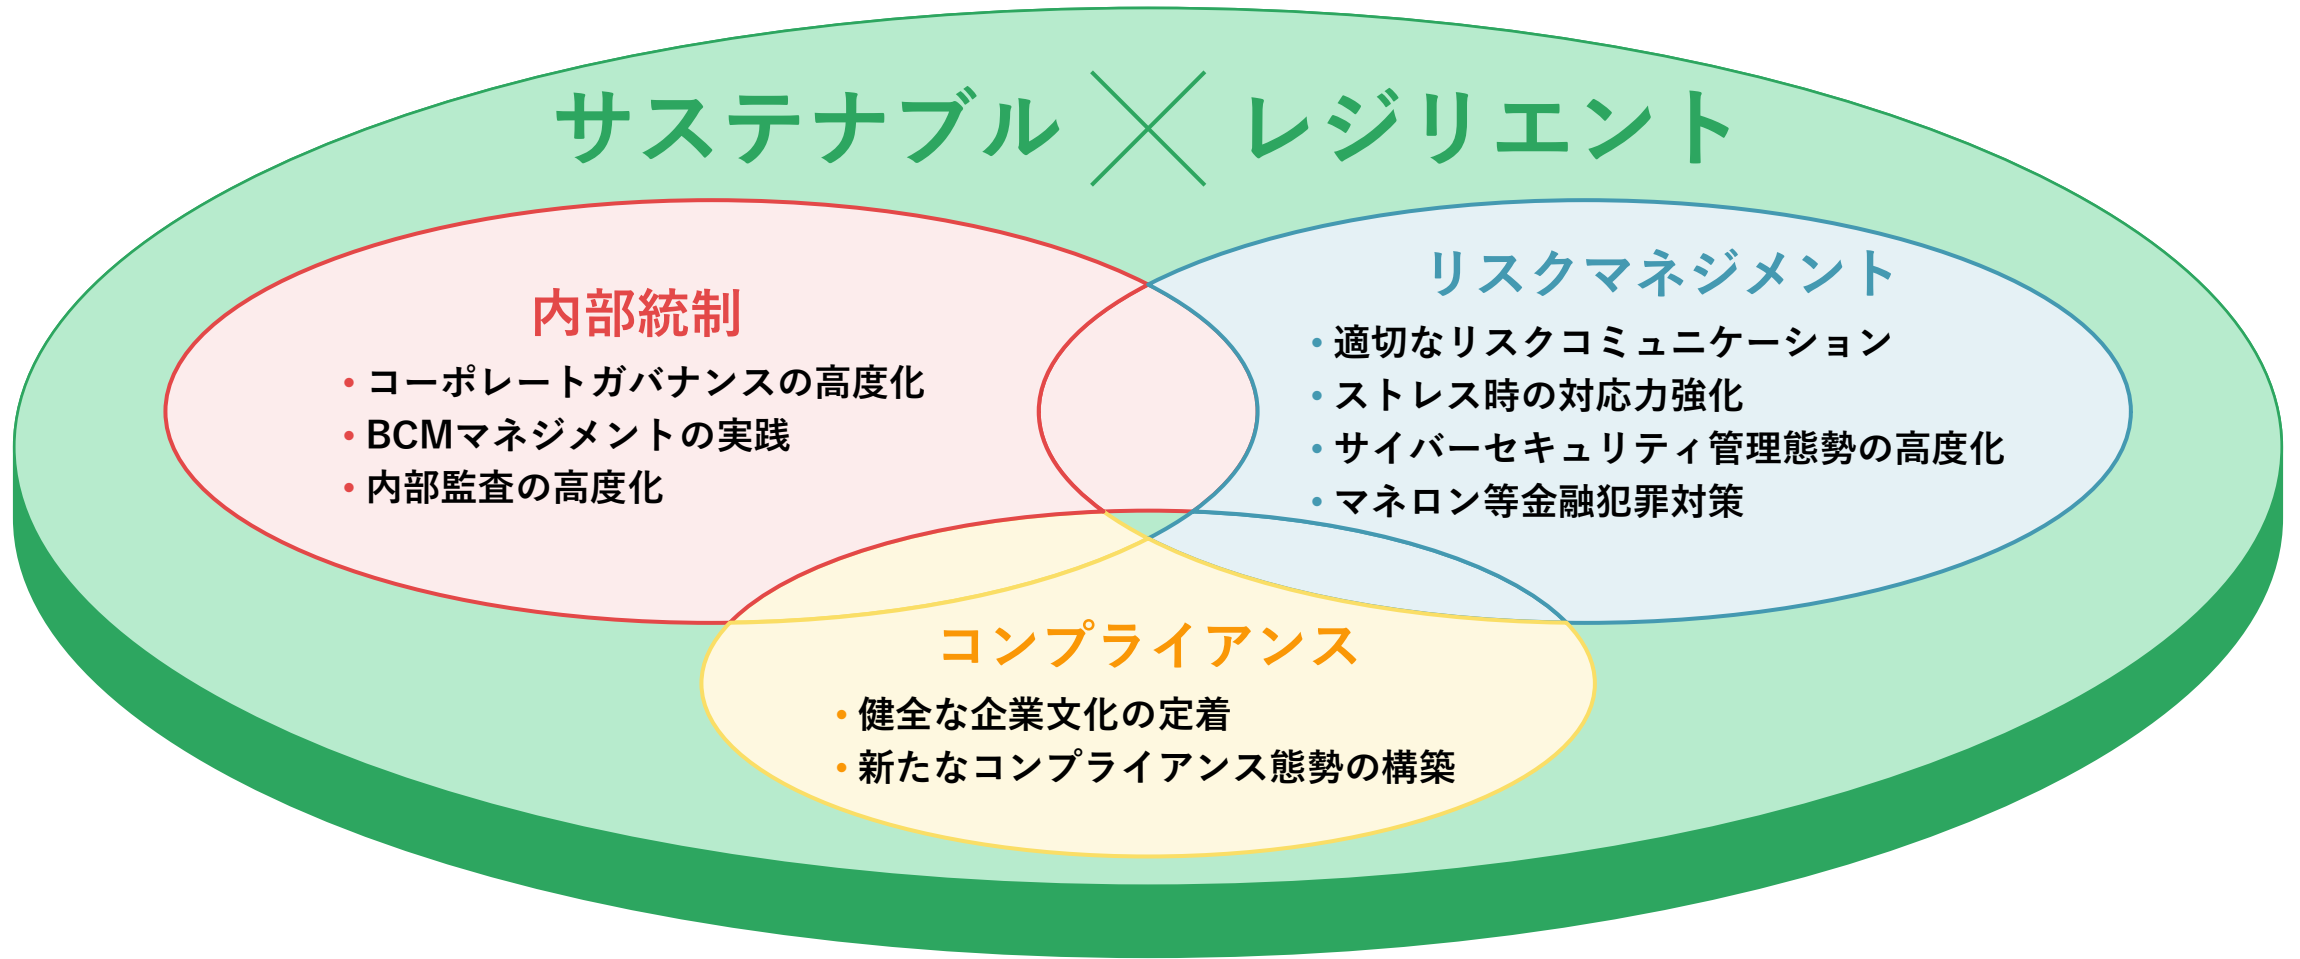 サステナブル×レジリエント
内部統制
・コーポレートガバナンスの高度化
・BCMマネジメントの実践
・内部監査の高度化
リスクマネジメント
・適切なリスクコミュニケーション
・ストレス時の対応力強化
・サイバーセキュリティ管理態勢の高度化
・マネロン等金融犯罪対策
コンプライアンス
・健全な企業文化の定着
・新たなコンプライアンス態勢の構築